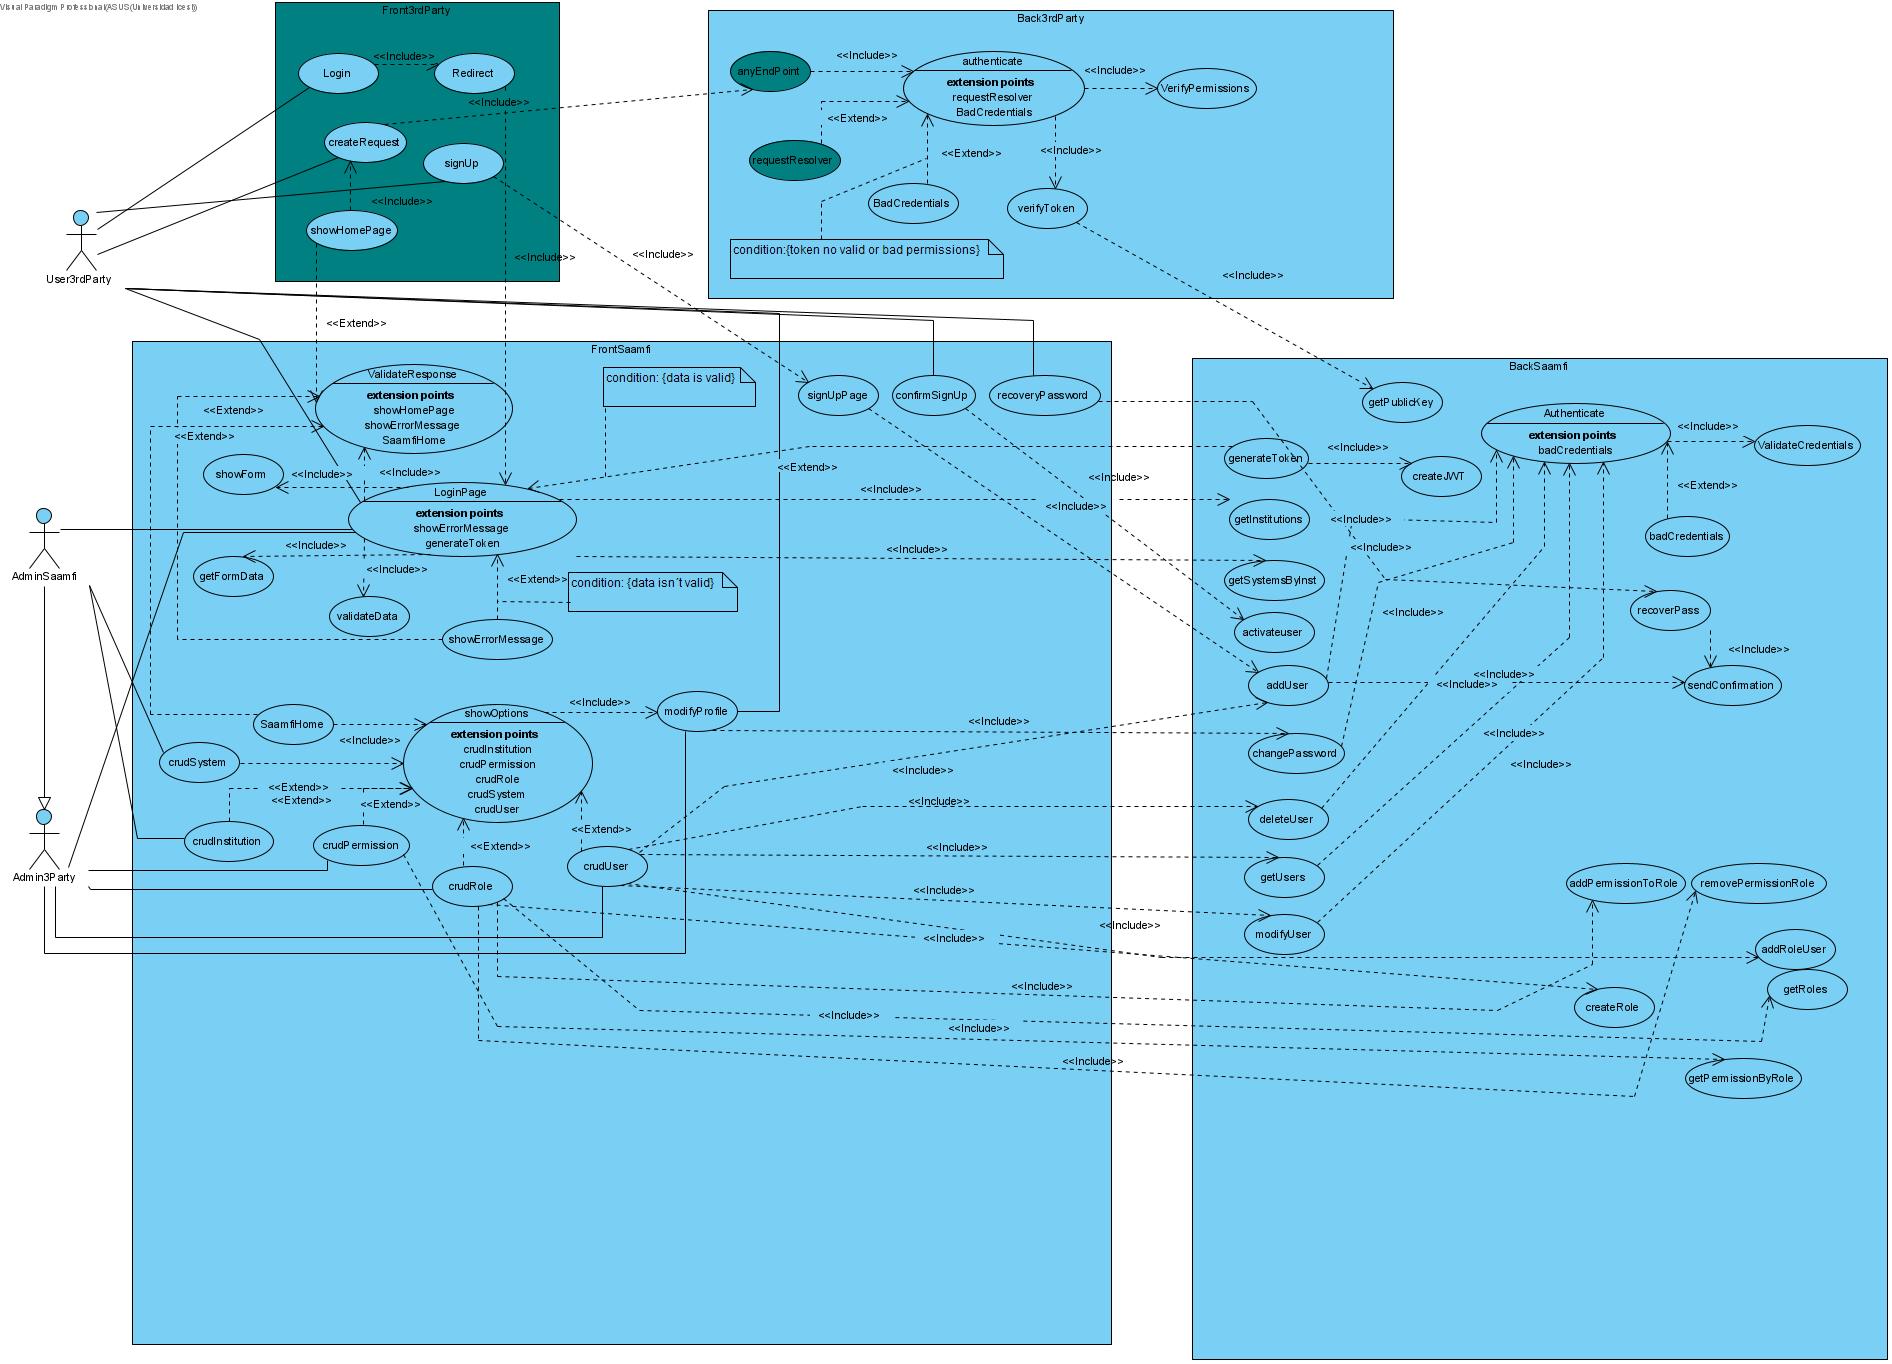 Visual Paradigm Professional(ASUS(Universidad Icesi))
Front3rdParty
Login
<<Include>>
Redirect
<<Include>>
createRequest
signUp
<<Include>>
showHomePage
<<Include>>
User3rdParty
<<Extend>>
<<Include>>
Back3rdParty
anyEndPoint
<<Include>>
authenticate
extension points
requestResolver
BadCredentials
<<Include>>
VerifyPermissions
<<Extend>>
requestResolver
<<Extend>>
<<Include>>
BadCredentials
verifyToken
condition:{token no valid or bad permissions}
<<Include>>
FrontSaamfi
ValidateResponse
extension points
showHomePage
showErrorMessage
SaamfiHome
<<Extend>>
<<Extend>>
condition: {data is valid}
signUpPage
confirmSignUp
recoveryPassword
showForm
<<Include>>
<<Include>>
<<Extend>>
LoginPage
extension points
showErrorMessage
generateToken
<<Include>>
<<Include>>
<<Include>>
<<Include>>
getFormData
<<Include>>
<<Include>>
<<Extend>>
condition: {data isn´t valid}
validateData
showErrorMessage
AdminSaamfi
Admin3Party
SaamfiHome
<<Include>>
crudSystem
showOptions
extension points
crudInstitution
crudPermission
crudRole
crudSystem
crudUser
<<Include>>
modifyProfile
<<Extend>>
<<Extend>>
<<Extend>>
crudInstitution
crudPermission
<<Extend>>
<<Extend>>
crudRole
crudUser
<<Include>>
<<Include>>
<<Include>>
<<Include>>
<<Include>>
<<Include>>
<<Include>>
<<Include>>
<<Include>>
<<Include>>
<<Include>>
BackSaamfi
getPublicKey
Authenticate
extension points
badCredentials
<<Include>>
ValidateCredentials
generateToken
<<Include>>
createJWT
<<Extend>>
getInstitutions
<<Include>>
<<Include>>
badCredentials
getSystemsByInst
<<Include>>
recoverPass
activateuser
<<Include>>
addUser
<<Include>>
<<Include>>
sendConfirmation
changePassword
<<Include>>
<<Include>>
deleteUser
getUsers
addPermissionToRole
removePermissionRole
modifyUser
addRoleUser
getRoles
createRole
getPermissionByRole